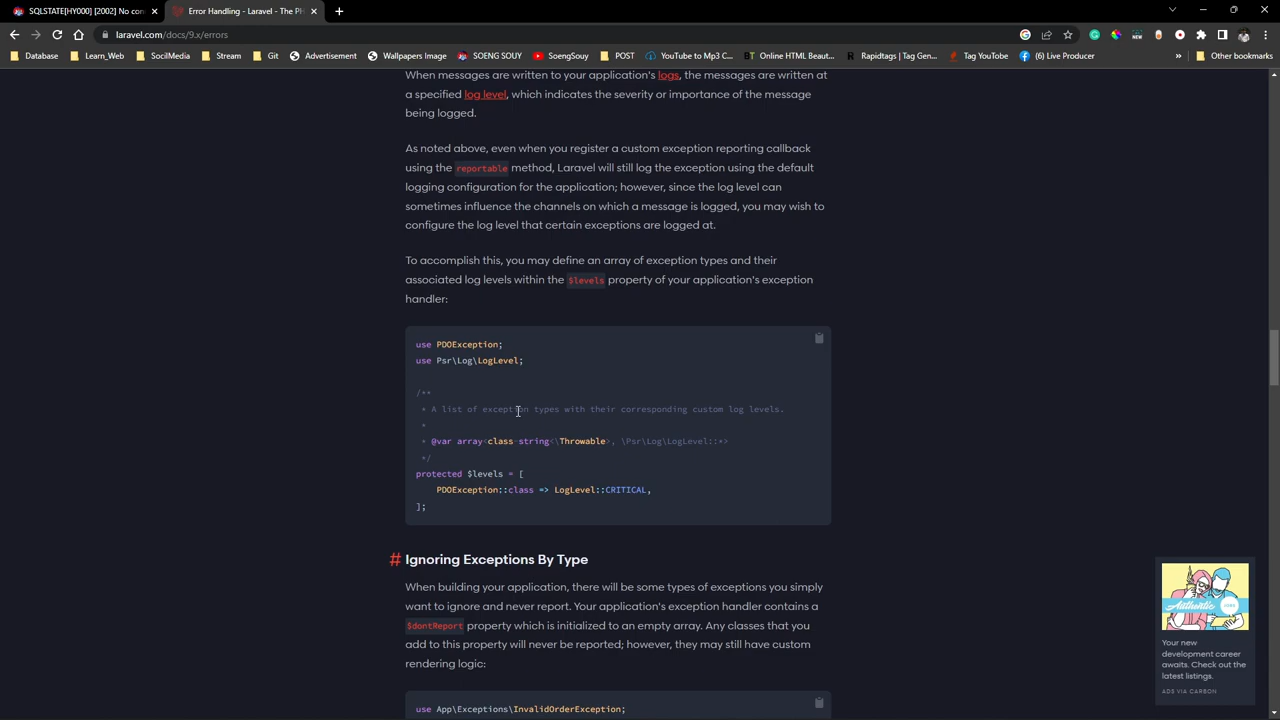 SQLSTATE[HY000] [2002] No con
Error Handling - Laravel - The PH
laravel.com/docs/9.x/errors
Database
Learn_Web
SocilMedia
Stream
Git
Advertisement
Wallpapers Image
SOENG SOUY
SoengSouy
POST
YouTube to Mp3 C...
Online HTML Beaut...
Rapidtags | Tag Gen...
Tag YouTube
(6) Live Producer
»
Other bookmarks
When messages are written to your application's logs, the messages are written at
a specified log level, which indicates the severity or importance of the message
being logged.
As noted above, even when you register a custom exception reporting callback
using the reportable method, Laravel will still log the exception using the default
logging configuration for the application; however, since the log level can
sometimes influence the channels on which a message is logged, you may wish to
configure the log level that certain exceptions are logged at.
To accomplish this, you may define an array of exception types and their
associated log levels within the $levels property of your application's exception
handler:
use PDOException;
use Psr\Log\LogLevel;
/**
* A list of exception types with their corresponding custom log levels.
*
* @var array<class-string<\Throwable>, \Psr\Log\LogLevel::*>
*/
protected $levels = [
PDOException::class => LogLevel::CRITICAL,
];
# Ignoring Exceptions By Type
When building your application, there will be some types of exceptions you simply
want to ignore and never report. Your application's exception handler contains a
$dontReport property which is initialized to an empty array. Any classes that you
add to this property will never be reported; however, they may still have custom
rendering logic:
use App\Exceptions\InvalidOrderException;
Authentic
JOBS
Your new
development career
awaits. Check out the
latest listings.
ADS VIA CARBON